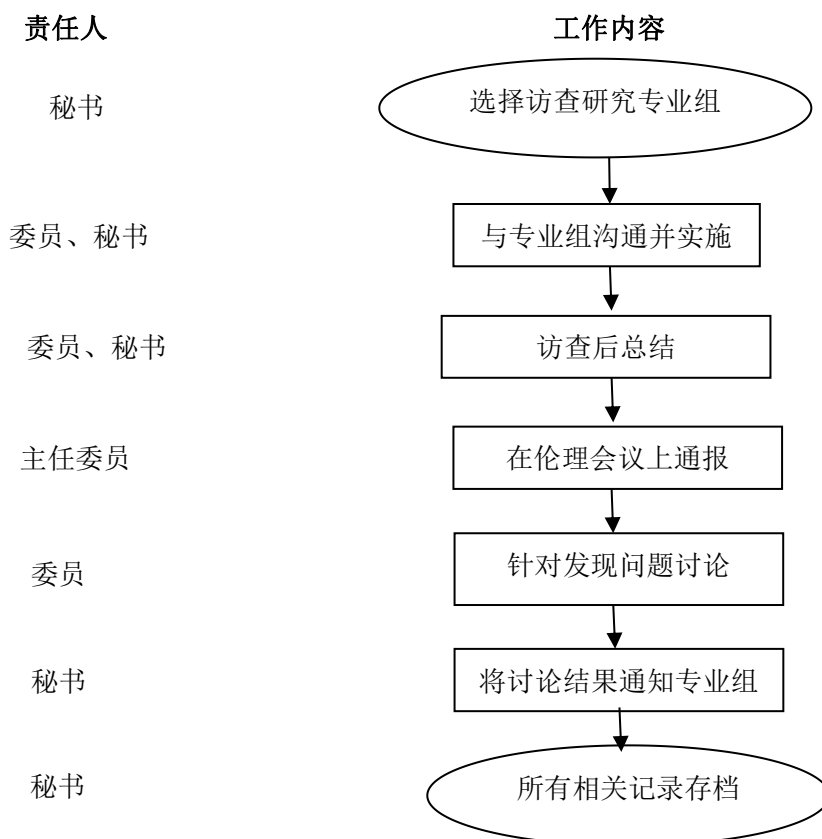 责任人 工作内容
秘书 选择访查研究专业组
委员、秘书 与专业组沟通并实施
委员、秘书 访查后总结
主任委员 在伦理会议上通报
委员 针对发现问题讨论
秘书 将讨论结果通知专业组
秘书 所有相关记录存档